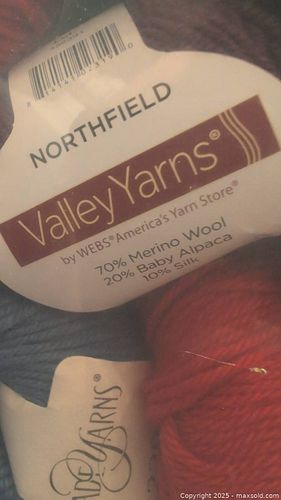 NORTHFIELD
ValleyYarns®
by WEBS® America's Yarn Store®
70% Merino Wool
20% Baby Alpaca
10% Silk
YARNS®
Copyright 2025 - maxsold.com